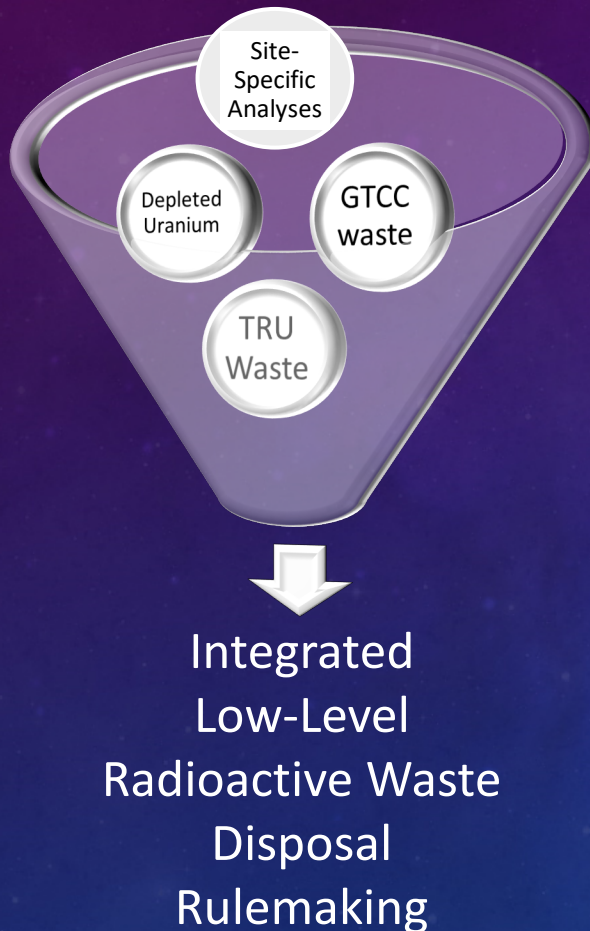 Site-
Specific
Analyses
Depleted
Uranium
GTCC
waste
TRU
Waste
Integrated
Low-Level
Radioactive Waste
Disposal
Rulemaking